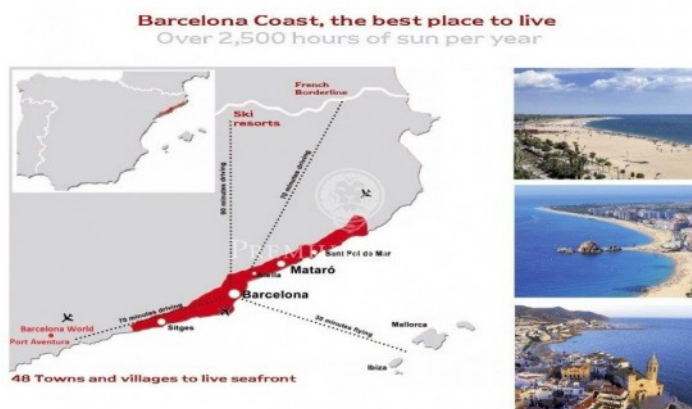 Barcelona Coast, the best place to live
Over 2,500 hours of sun per year
French
Borderline
Ski
resorts
90 minutes driving
70 minutes driving
Sant Pol de Mar
Mataró
Barcelona
70 minutes driving
Barcelona World
Port Aventura
Sitges
35 minutes flying
Mallorca
Ibiza
48 Towns and villages to live seafront